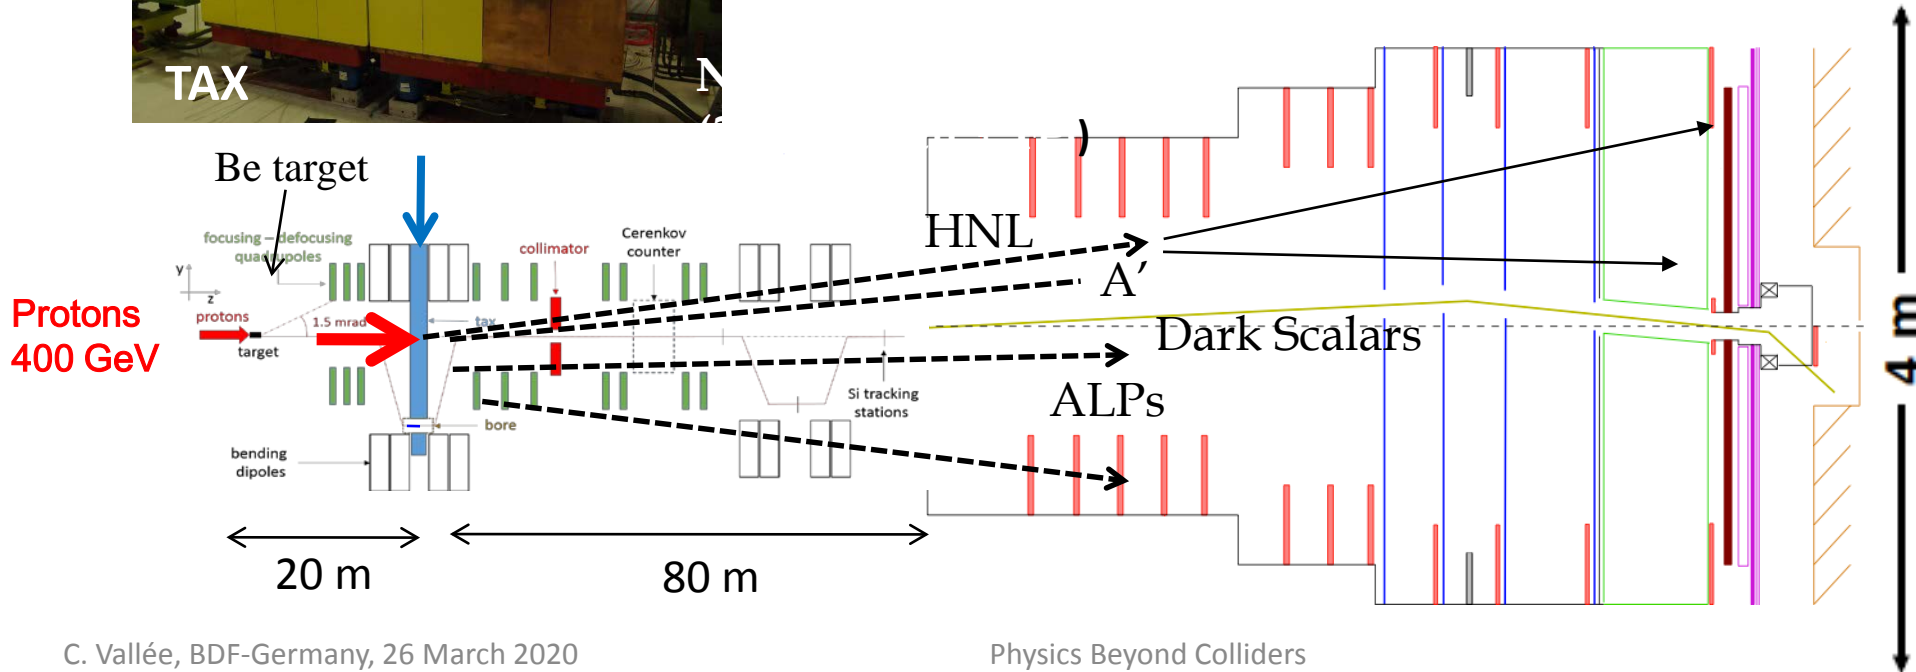 TAX
N
)
Be target
focusing – defocusing
quadrupoles
collimator
Cerenkov
counter
HNL
A′
y
z
Protons
400 GeV
protons
1.5 mrad
tax
target
Dark Scalars
4 m
Si tracking
stations
ALPs
bore
bending
dipoles
20 m
80 m
C. Vallée, BDF-Germany, 26 March 2020
Physics Beyond Colliders